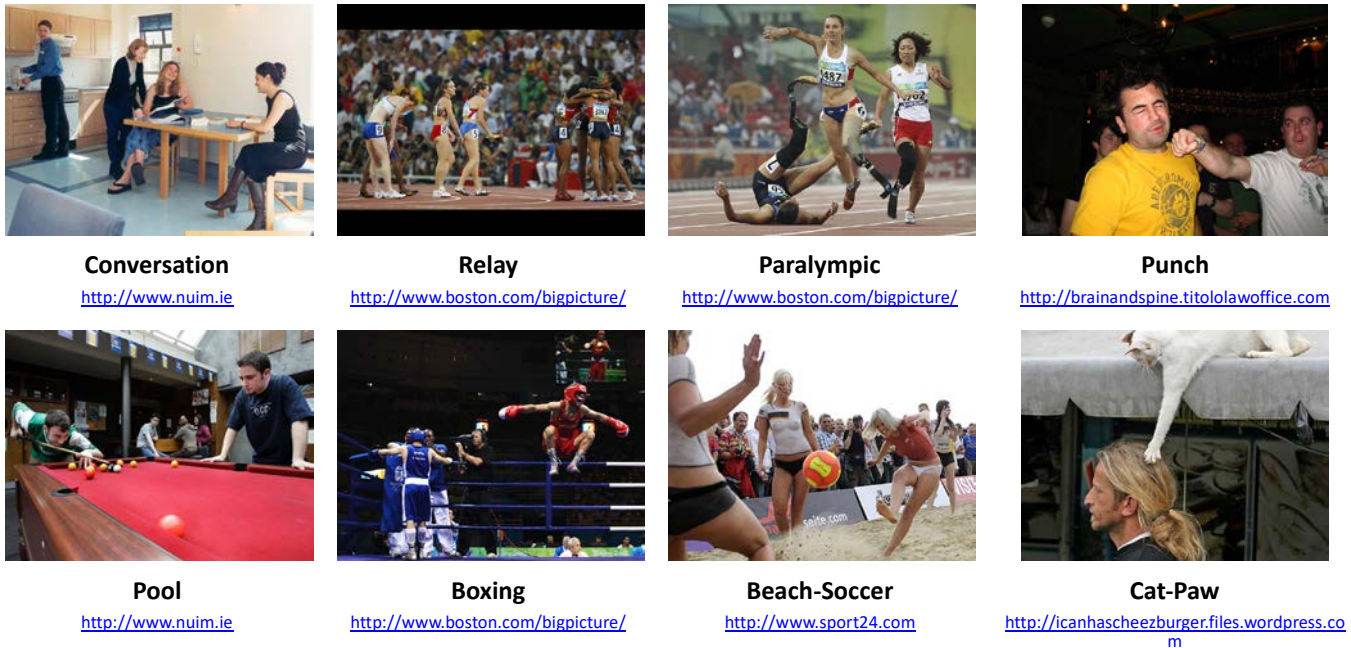 Conversation
http://www.nuim.ie
Relay
http://www.boston.com/bigpicture/
Paralympic
http://www.boston.com/bigpicture/
Punch
http://brainandspine.titololawoffice.com
Pool
http://www.nuim.ie
Boxing
http://www.boston.com/bigpicture/
seite.com
Beach-Soccer
http://www.sport24.com
Cat-Paw
http://icanhascheezburger.files.wordpress.co
m